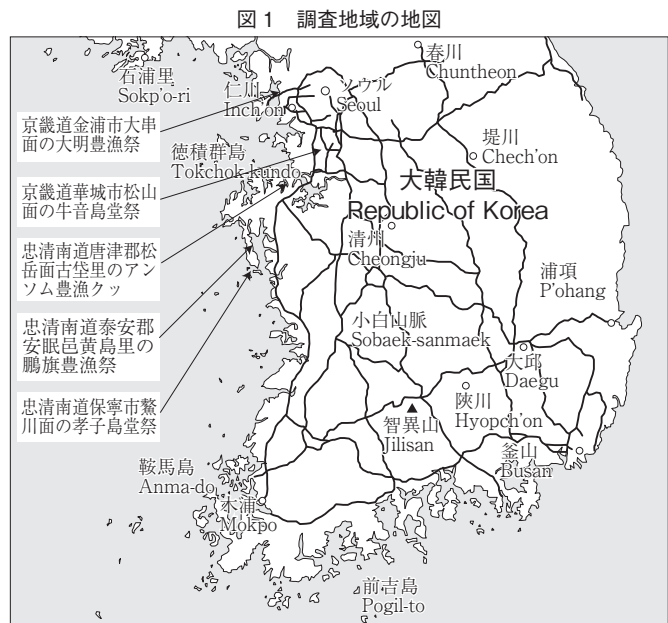 図 1　調査地域の地図
石浦里
Sokp'o-ri
仁川
Inch'on
ソウル
Seoul
春川
Chuntheon
京畿道金浦市大串
面の大明豊漁祭
徳積群島
Tokchok-kundo
堤川
Chech'on
京畿道華城市松山
面の牛音島堂祭
大韓民国
Republic of Korea
忠清南道唐津郡松
岳面古垈里のアン
ソム豊漁クッ
清州
Cheongju
浦項
P'ohang
忠清南道泰安郡
安眠邑黄島里の
鵬旗豊漁祭
小白山脈
Sobaek-sanmaek
大邱
Daegu
忠清南道保寧市鰲
川面の孝子島堂祭
陜川
Hyopch'on
智異山
Jilisan
釜山
Busan
鞍馬島
Anma-do
木浦
Mokpo
前吉島
Pogil-to